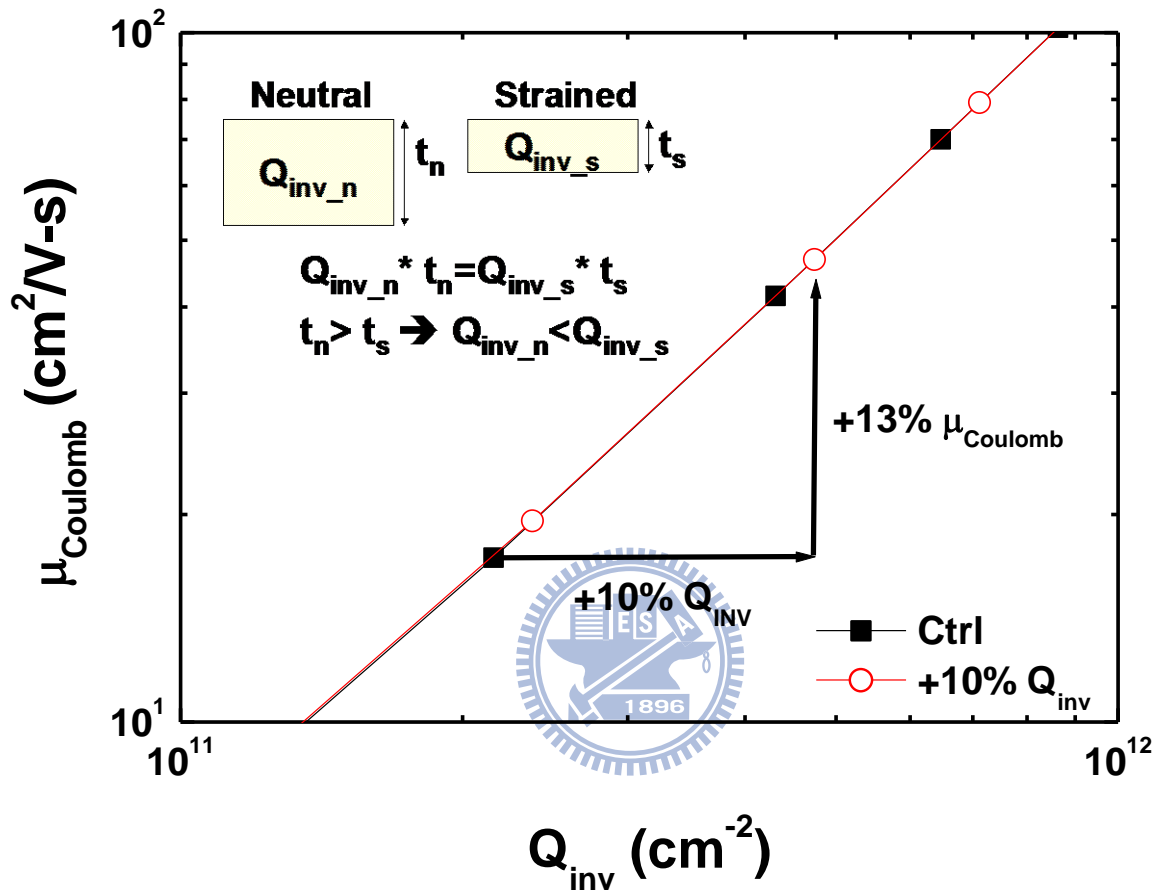 10²
Neutral
Strained
Q_inv_n
t_n
Q_inv_s
t_s
Q_inv_n* t_n=Q_inv_s* t_s
t_n> t_s ➔ Q_inv_n<Q_inv_s
μ_Coulomb (cm²/V-s)
+13% μ_Coulomb
+10% Q_INV
E S A
1896
Ctrl
+10% Q_inv
10¹
10¹¹
10¹²
Q_inv (cm⁻²)